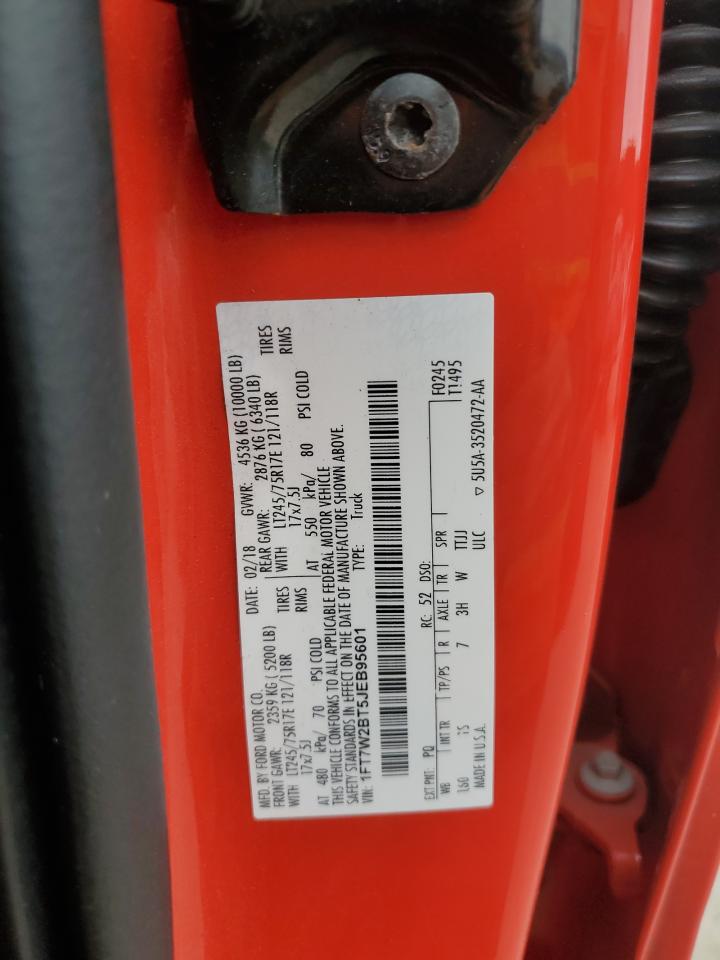 MFD. BY FORD MOTOR CO.
DATE: 02/18 GVWR: 4536 KG (10000 LB)
FRONT GAWR: 2359 KG ( 5200 LB) REAR GAWR: 2876 KG ( 6340 LB)
WITH LT245/75R17E 121/118R TIRES WITH LT245/75R17E 121/118R TIRES
17x7.5J RIMS 17x7.5J RIMS
AT 480 kPa/ 70 PSI COLD AT 550 kPa/ 80 PSI COLD
THIS VEHICLE CONFORMS TO ALL APPLICABLE FEDERAL MOTOR VEHICLE
SAFETY STANDARDS IN EFFECT ON THE DATE OF MANUFACTURE SHOWN ABOVE.
VIN: 1FT7W2BT5JEB95601 TYPE: Truck
F0245
EXT PNT: PQ RC: 52 DSO: T1495
WB INT TR TP/PS R AXLE TR SPR
160 TS 7 3H W TTJJ
MADE IN U.S.A. ULC ▽ 5U5A-3520472-AA